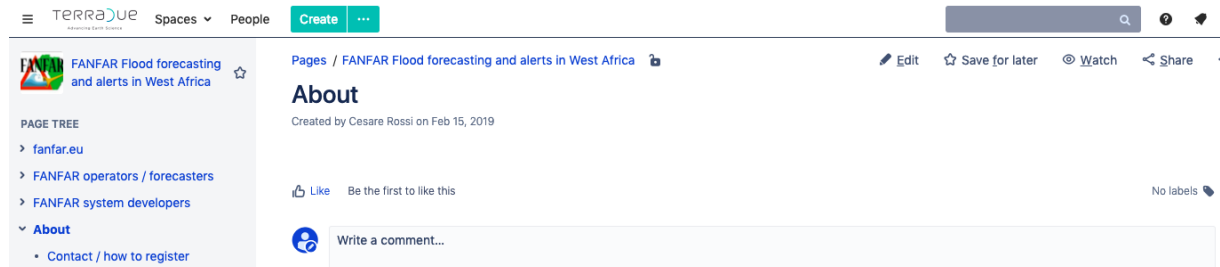 TERRADUE Spaces People Create ...
Advancing Earth Science
FANFAR FANFAR Flood forecasting and alerts in West Africa
Pages / FANFAR Flood forecasting and alerts in West Africa Edit Save for later Watch Share
About
Created by Cesare Rossi on Feb 15, 2019
PAGE TREE
fanfar.eu
FANFAR operators / forecasters
FANFAR system developers
About
Contact / how to register
Like Be the first to like this No labels
Write a comment...